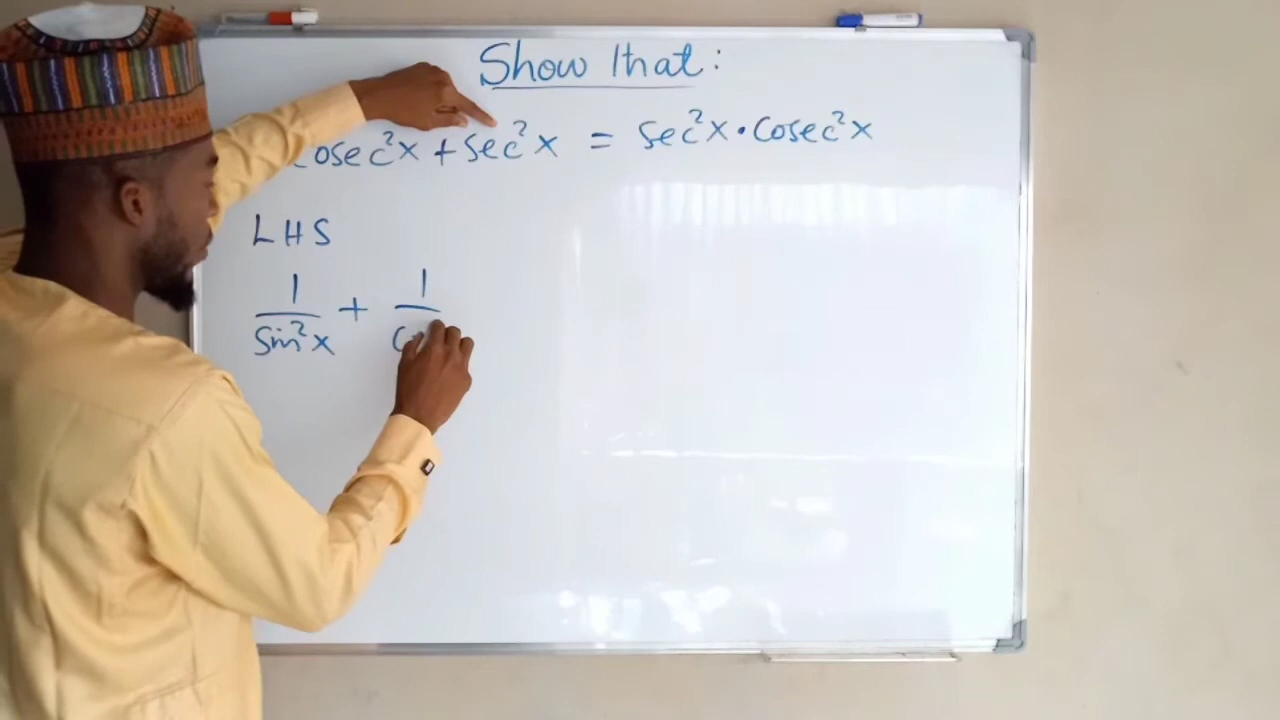 Show that:
cosec²x + sec²x = sec²x · cosec²x
LHS
1/sin²x + 1/